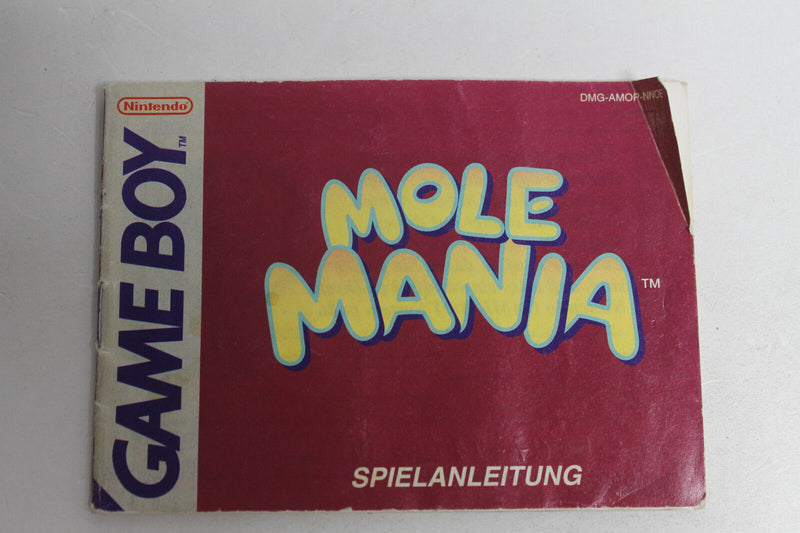 Nintendo
GAME BOY™
DMG-AMOP-NNOE
MOLE
MANIA™
SPIELANLEITUNG